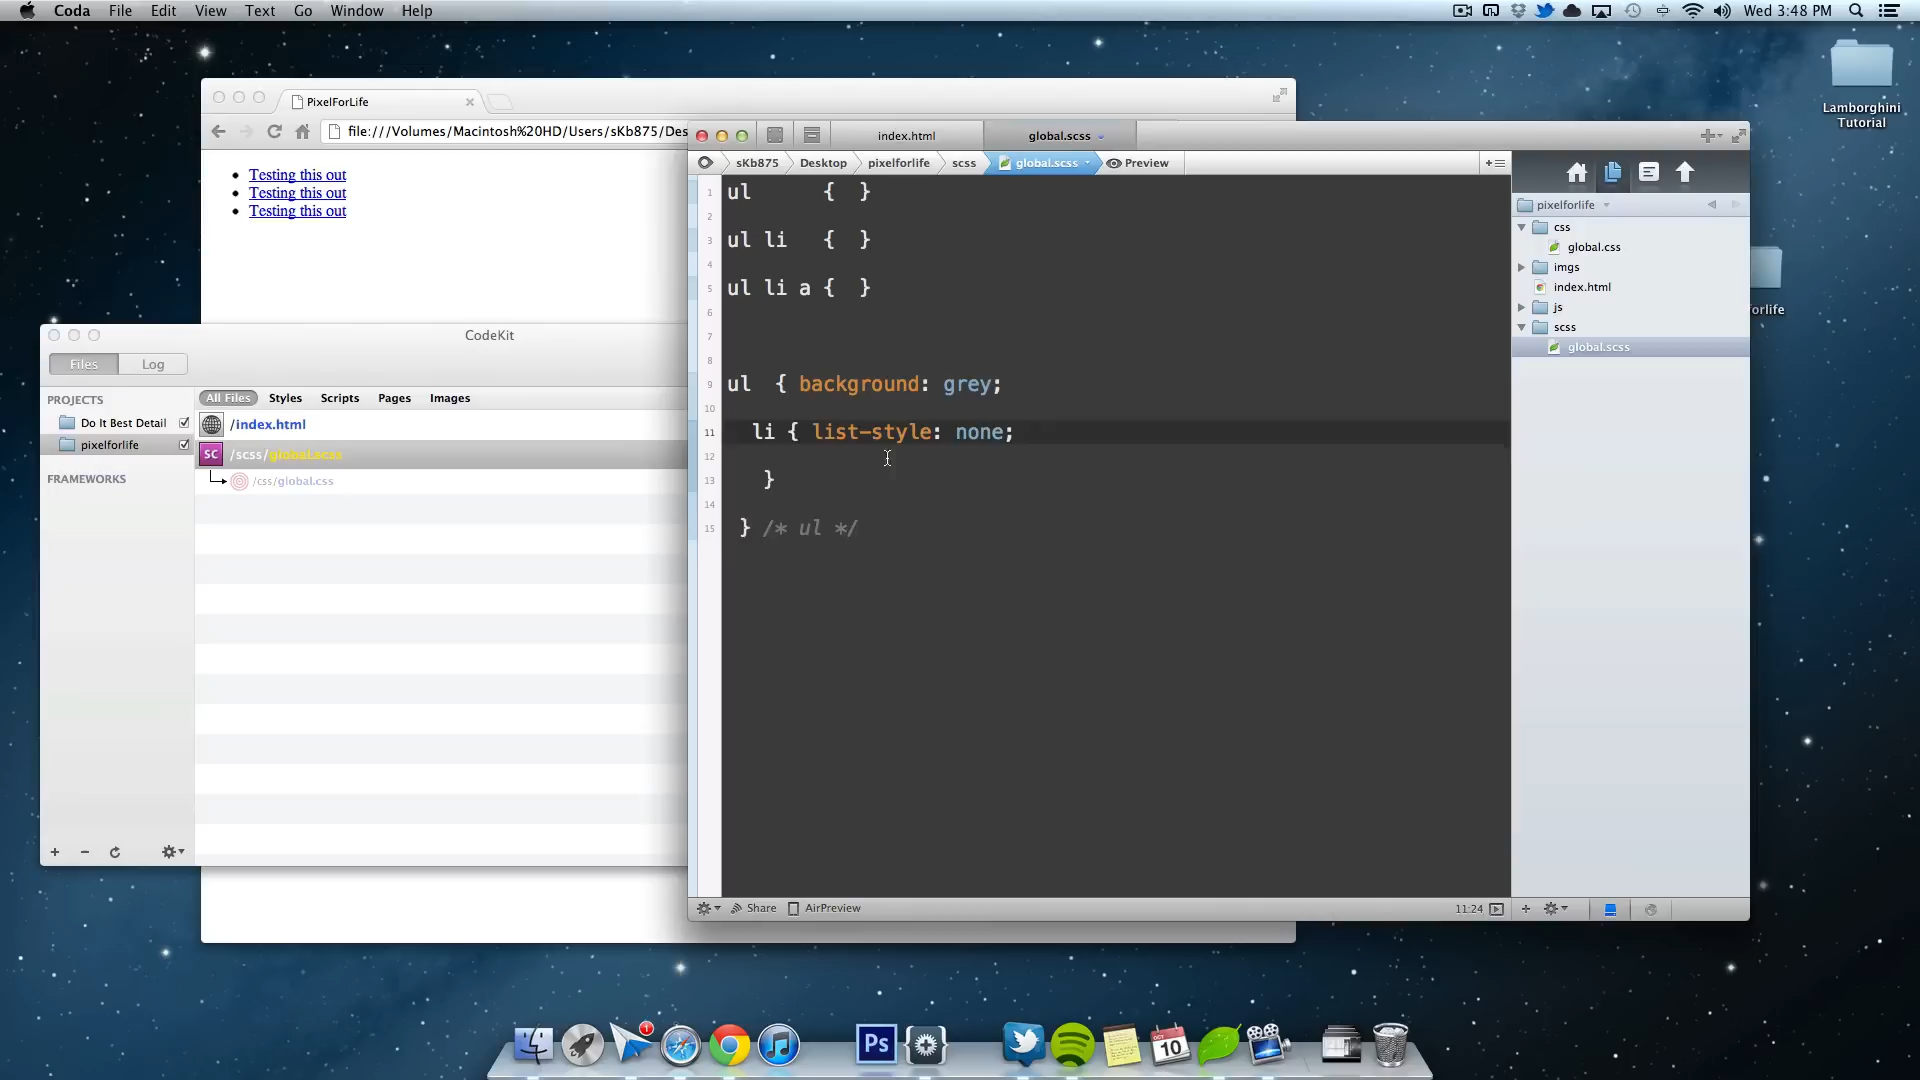 Coda File Edit View Text Go Window Help
Wed 3:48 PM
Lamborghini
Tutorial
PixelForLife
file:///Volumes/Macintosh%20HD/Users/sKb875/Des
Testing this out
Testing this out
Testing this out
CodeKit
Files Log
PROJECTS
Do It Best Detail
pixelforlife
FRAMEWORKS
All Files Styles Scripts Pages Images
/index.html
SC /scss/global.scss
/css/global.css
index.html global.scss
sKb875 Desktop pixelforlife scss global.scss Preview
1 ul { }
2
3 ul li { }
4
5 ul li a { }
6
7
8
9 ul { background: grey;
10
11 li { list-style: none;
12
13 }
14
15 } /* ul */
Share AirPreview
11:24
pixelforlife
css
global.css
imgs
index.html
js
scss
global.scss
orlife
1
Ps
OCT
10